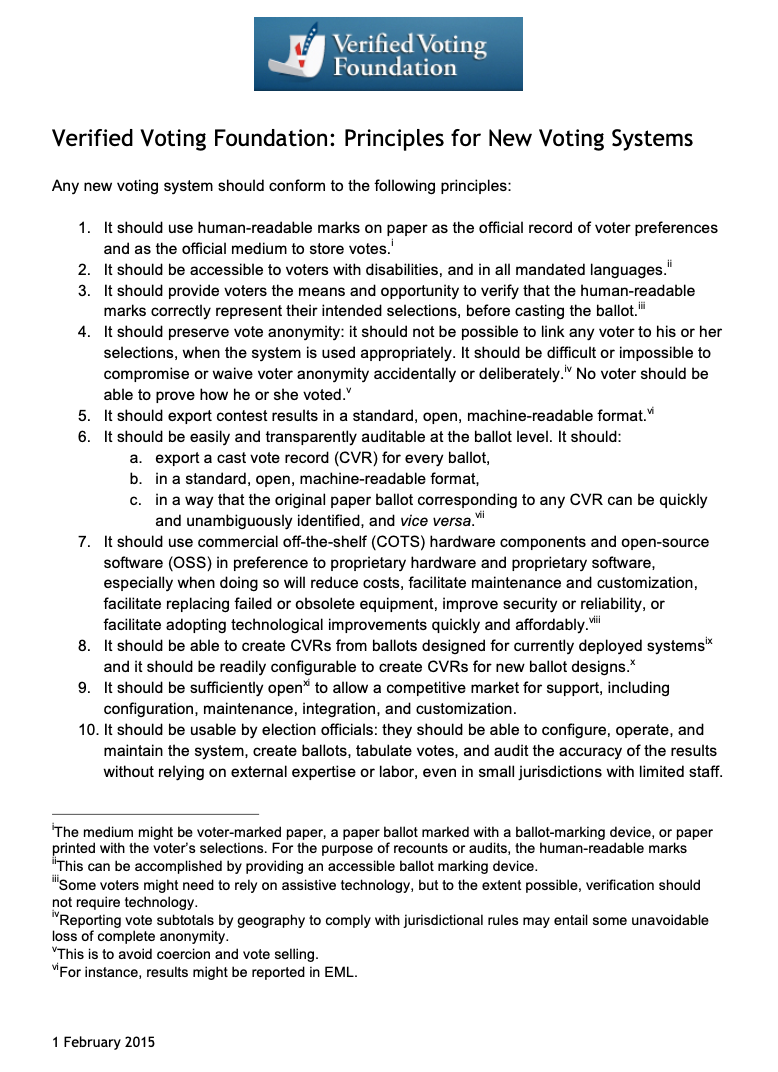 Verified Voting
Foundation
Verified Voting Foundation: Principles for New Voting Systems
Any new voting system should conform to the following principles:
1. It should use human-readable marks on paper as the official record of voter preferences
and as the official medium to store votes.i
2. It should be accessible to voters with disabilities, and in all mandated languages.ii
3. It should provide voters the means and opportunity to verify that the human-readable
marks correctly represent their intended selections, before casting the ballot.iii
4. It should preserve vote anonymity: it should not be possible to link any voter to his or her
selections, when the system is used appropriately. It should be difficult or impossible to
compromise or waive voter anonymity accidentally or deliberately.iv No voter should be
able to prove how he or she voted.v
5. It should export contest results in a standard, open, machine-readable format.vi
6. It should be easily and transparently auditable at the ballot level. It should:
a. export a cast vote record (CVR) for every ballot,
b. in a standard, open, machine-readable format,
c. in a way that the original paper ballot corresponding to any CVR can be quickly
and unambiguously identified, and vice versa.vii
7. It should use commercial off-the-shelf (COTS) hardware components and open-source
software (OSS) in preference to proprietary hardware and proprietary software,
especially when doing so will reduce costs, facilitate maintenance and customization,
facilitate replacing failed or obsolete equipment, improve security or reliability, or
facilitate adopting technological improvements quickly and affordably.viii
8. It should be able to create CVRs from ballots designed for currently deployed systemsix
and it should be readily configurable to create CVRs for new ballot designs.x
9. It should be sufficiently openxi to allow a competitive market for support, including
configuration, maintenance, integration, and customization.
10. It should be usable by election officials: they should be able to configure, operate, and
maintain the system, create ballots, tabulate votes, and audit the accuracy of the results
without relying on external expertise or labor, even in small jurisdictions with limited staff.
iThe medium might be voter-marked paper, a paper ballot marked with a ballot-marking device, or paper
printed with the voter's selections. For the purpose of recounts or audits, the human-readable marks
iiThis can be accomplished by providing an accessible ballot marking device.
iiiSome voters might need to rely on assistive technology, but to the extent possible, verification should
not require technology.
ivReporting vote subtotals by geography to comply with jurisdictional rules may entail some unavoidable
loss of complete anonymity.
vThis is to avoid coercion and vote selling.
viFor instance, results might be reported in EML.
1 February 2015